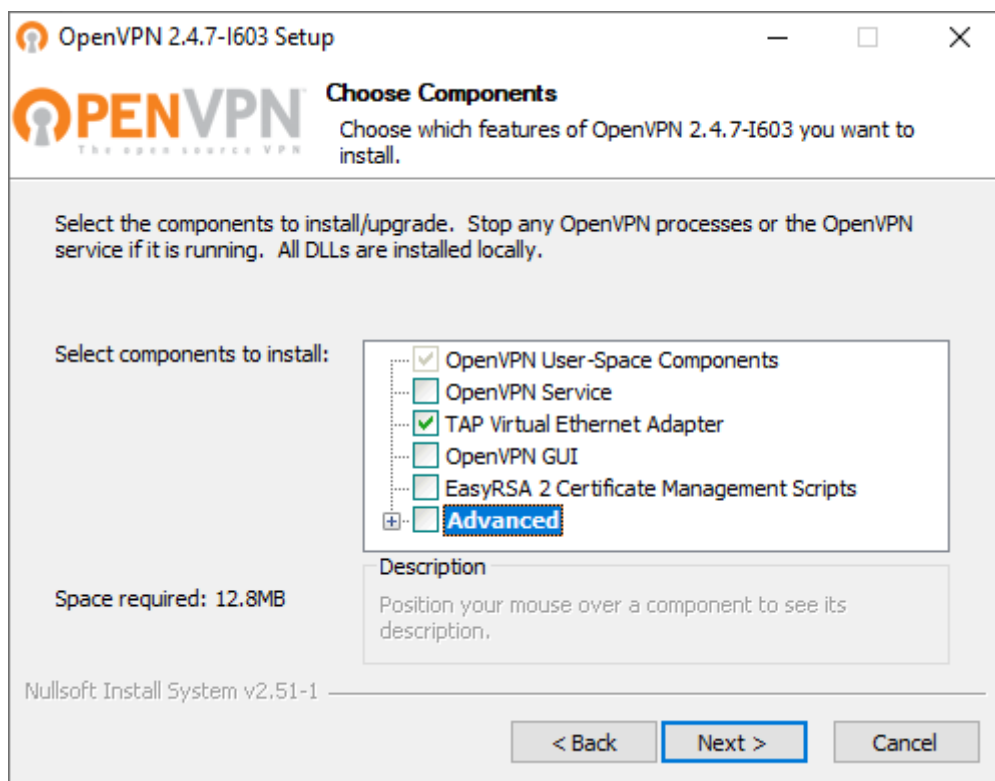 OpenVPN 2.4.7-I603 Setup
OPENVPN
The open source VPN
Choose Components
Choose which features of OpenVPN 2.4.7-I603 you want to
install.
Select the components to install/upgrade.  Stop any OpenVPN processes or the OpenVPN
service if it is running.  All DLLs are installed locally.
Select components to install:
OpenVPN User-Space Components
OpenVPN Service
TAP Virtual Ethernet Adapter
OpenVPN GUI
EasyRSA 2 Certificate Management Scripts
Advanced
Space required: 12.8MB
Description
Position your mouse over a component to see its
description.
Nullsoft Install System v2.51-1
< Back
Next >
Cancel